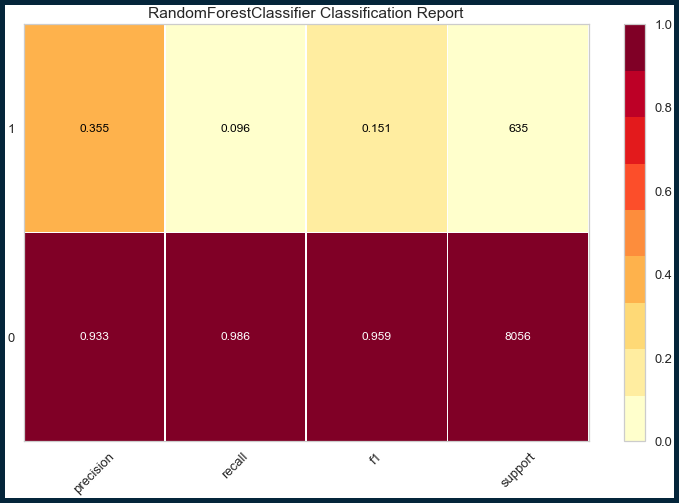 RandomForestClassifier Classification Report
1.0
1 0.355 0.096 0.151 635
0.8
0.6
0.4
0 0.933 0.986 0.959 8056
0.2
0.0
precision recall f1 support